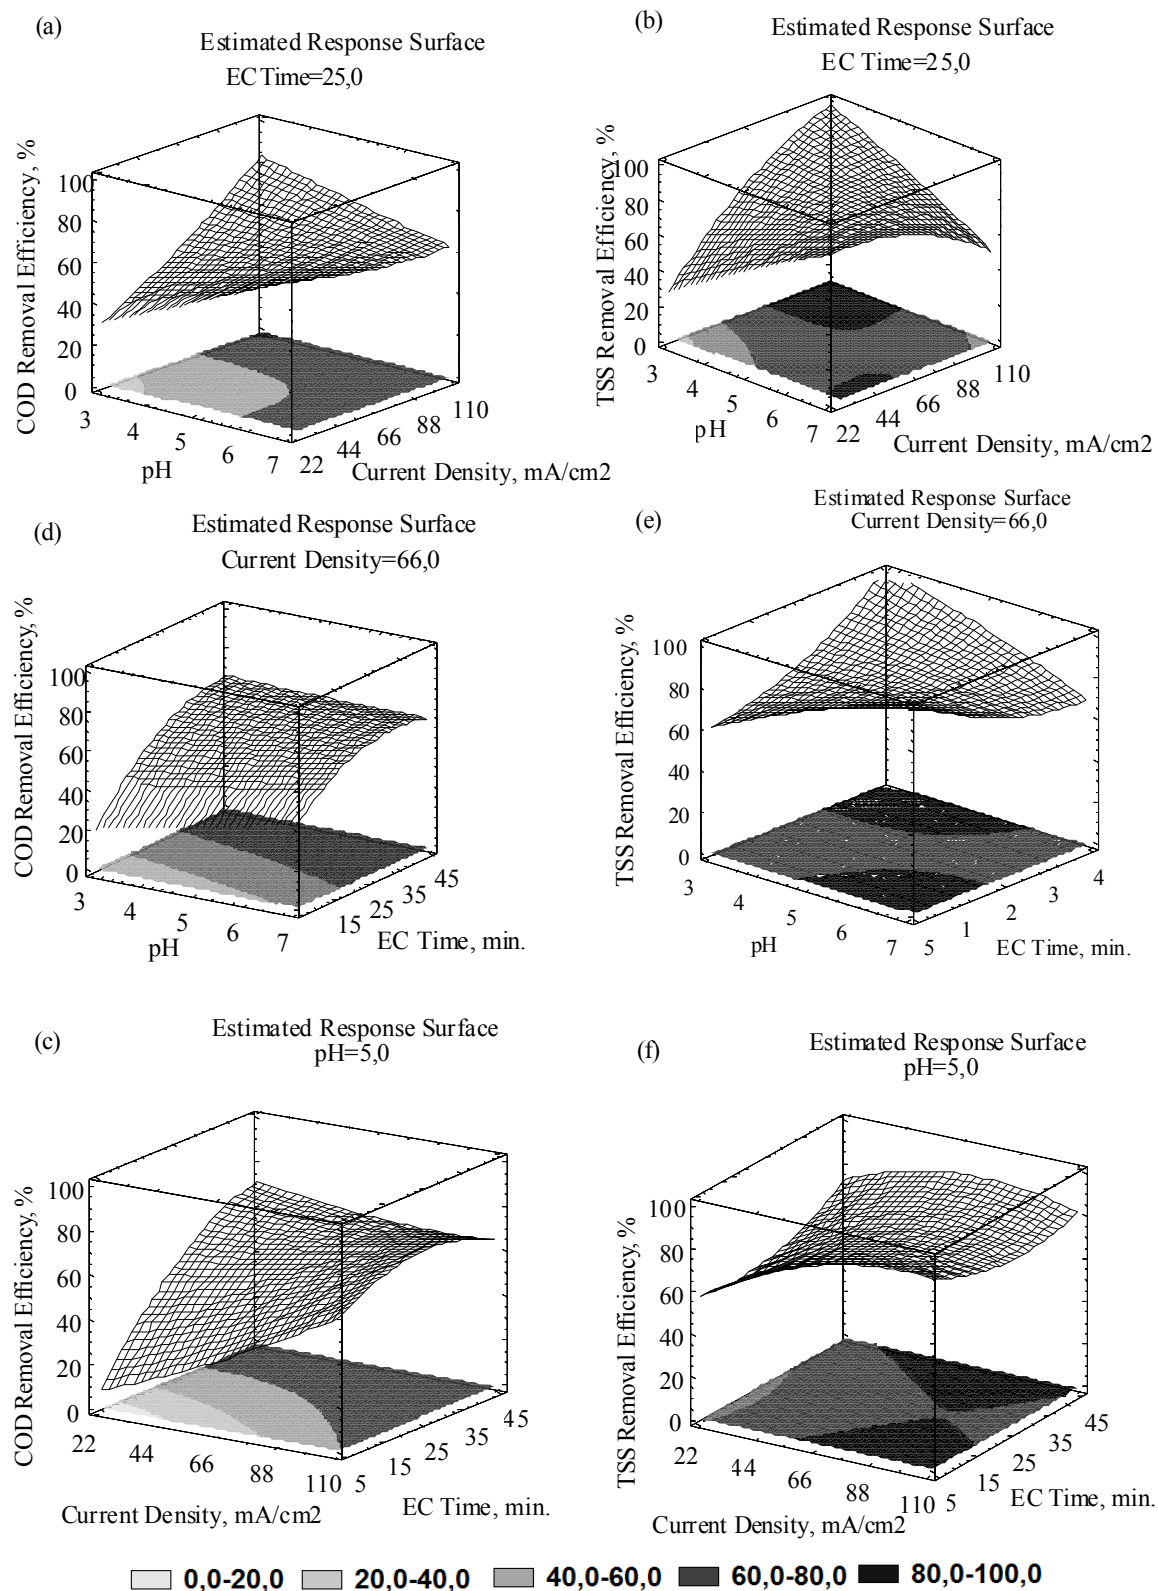 (a)
Estimated Response Surface
EC Time=25,0
COD Removal Efficiency, %
100
80
60
40
20
0
3
4
5
6
7
pH
22
44
66
88
110
Current Density, mA/cm2
(b)
Estimated Response Surface
EC Time=25,0
TSS Removal Efficiency, %
100
80
60
40
20
0
3
4
5
6
7
pH
22
44
66
88
110
Current Density, mA/cm2
(d)
Estimated Response Surface
Current Density=66,0
COD Removal Efficiency, %
100
80
60
40
20
0
3
4
5
6
7
pH
15
25
35
45
EC Time, min.
(e)
Estimated Response Surface
Current Density=66,0
TSS Removal Efficiency, %
100
80
60
40
20
0
3
4
5
6
7
pH
5
1
2
3
4
EC Time, min.
(c)
Estimated Response Surface
pH=5,0
COD Removal Efficiency, %
100
80
60
40
20
0
22
44
66
88
110
Current Density, mA/cm2
5
15
25
35
45
EC Time, min.
(f)
Estimated Response Surface
pH=5,0
TSS Removal Efficiency, %
100
80
60
40
20
0
22
44
66
88
110
Current Density, mA/cm2
5
15
25
35
45
EC Time, min.
0,0-20,0 20,0-40,0 40,0-60,0 60,0-80,0 80,0-100,0